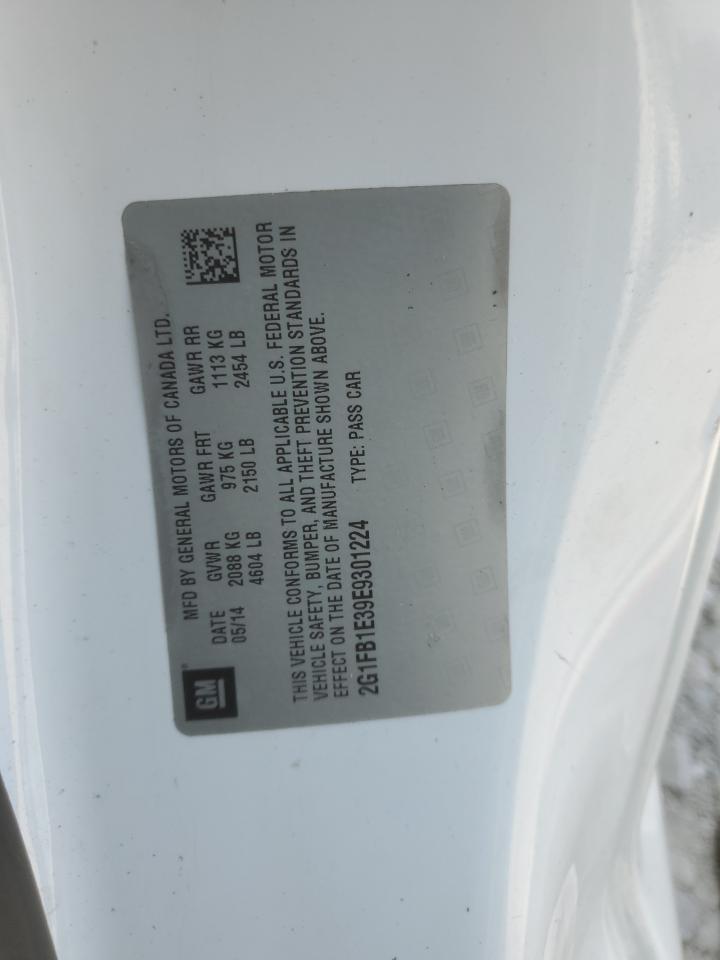 GM®
MFD BY GENERAL MOTORS OF CANADA LTD.
DATE GVWR GAWR FRT GAWR RR
05/14 2088 KG 975 KG 1113 KG
4604 LB 2150 LB 2454 LB
THIS VEHICLE CONFORMS TO ALL APPLICABLE U.S. FEDERAL MOTOR
VEHICLE SAFETY, BUMPER, AND THEFT PREVENTION STANDARDS IN
EFFECT ON THE DATE OF MANUFACTURE SHOWN ABOVE.
2G1FB1E39E9301224 TYPE: PASS CAR